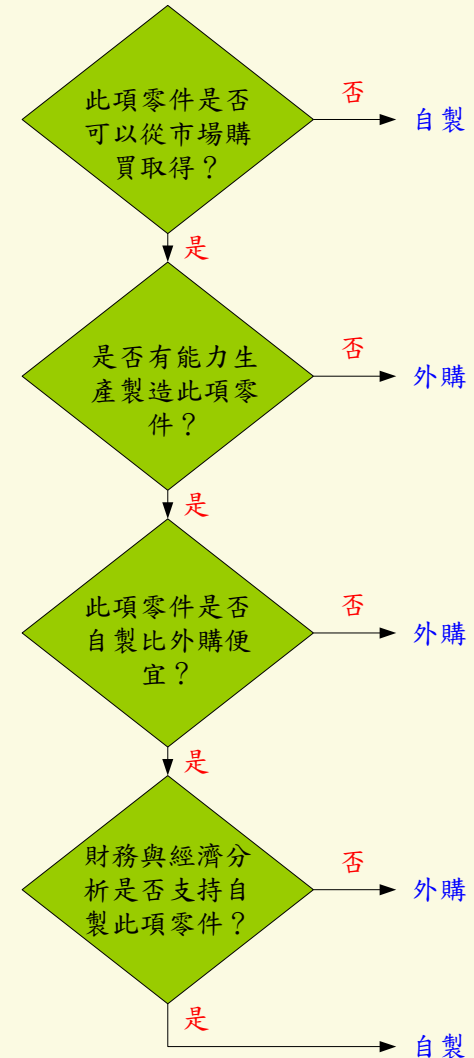 此項零件是否
可以從市場購
買取得？
否
自製
是
是否有能力生
產製造此項零
件？
否
外購
是
此項零件是否
自製比外購便
宜？
否
外購
是
財務與經濟分
析是否支持自
製此項零件？
否
外購
是
自製